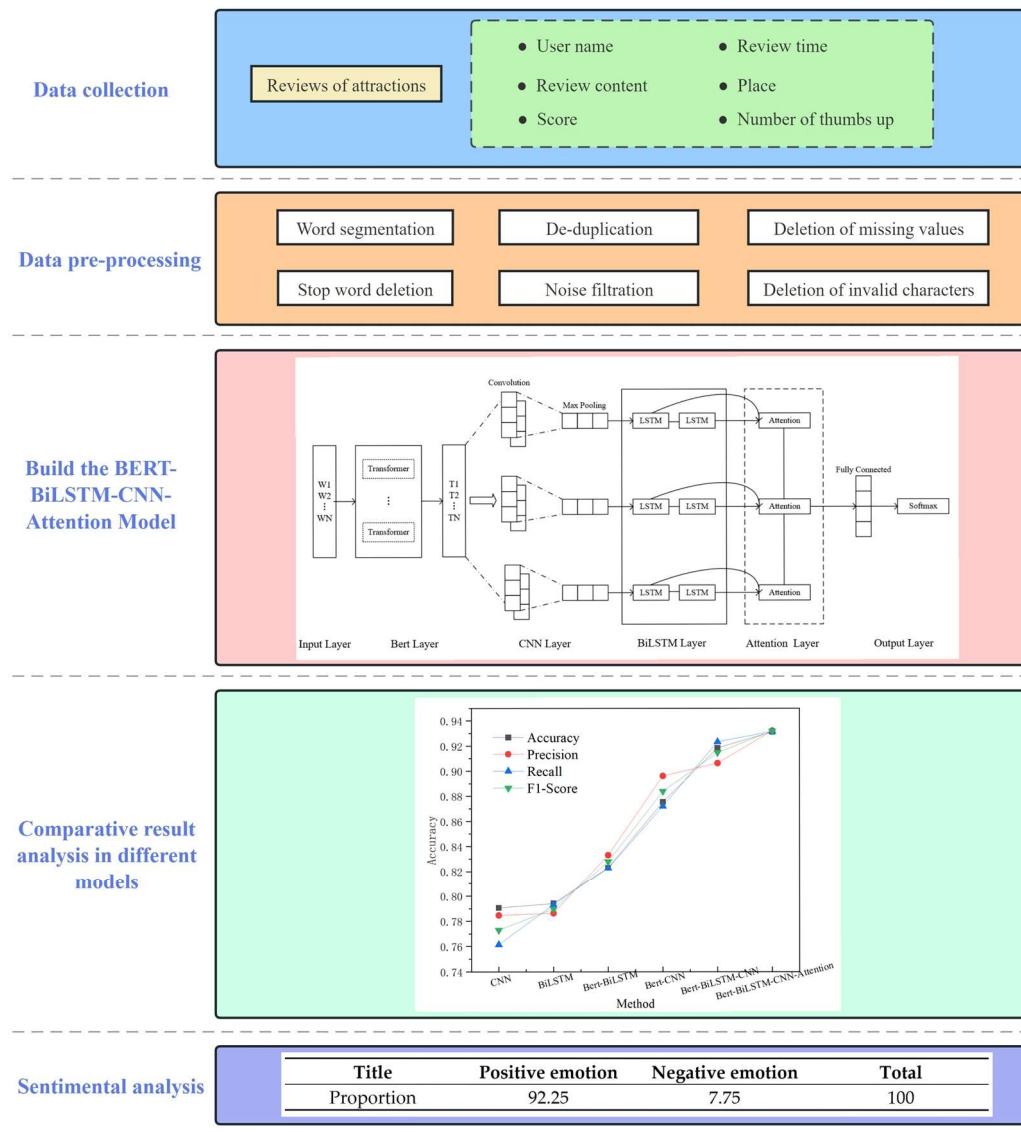 Data collection
Reviews of attractions
● User name
● Review time
● Review content
● Place
● Score
● Number of thumbs up
Data pre-processing
Word segmentation
De-duplication
Deletion of missing values
Stop word deletion
Noise filtration
Deletion of invalid characters
Build the BERT-
BiLSTM-CNN-
Attention Model
Convolution
Max Pooling
LSTM
LSTM
Attention
Fully Connected
W1
W2
⋮
WN
Transformer
⋮
Transformer
T1
T2
⋮
TN
LSTM
LSTM
Attention
Softmax
LSTM
LSTM
Attention
Input Layer
Bert Layer
CNN Layer
BiLSTM Layer
Attention Layer
Output Layer
Comparative result
analysis in different
models
Accuracy
0.94
0.92
0.90
0.88
0.86
0.84
0.82
0.80
0.78
0.76
0.74
Accuracy
Precision
Recall
F1-Score
CNN
BiLSTM
Bert-BiLSTM
Bert-CNN
Bert-BiLSTM-CNN
Bert-BiLSTM-CNN-Attention
Method
Sentimental analysis
Title Positive emotion Negative emotion Total
Proportion 92.25 7.75 100